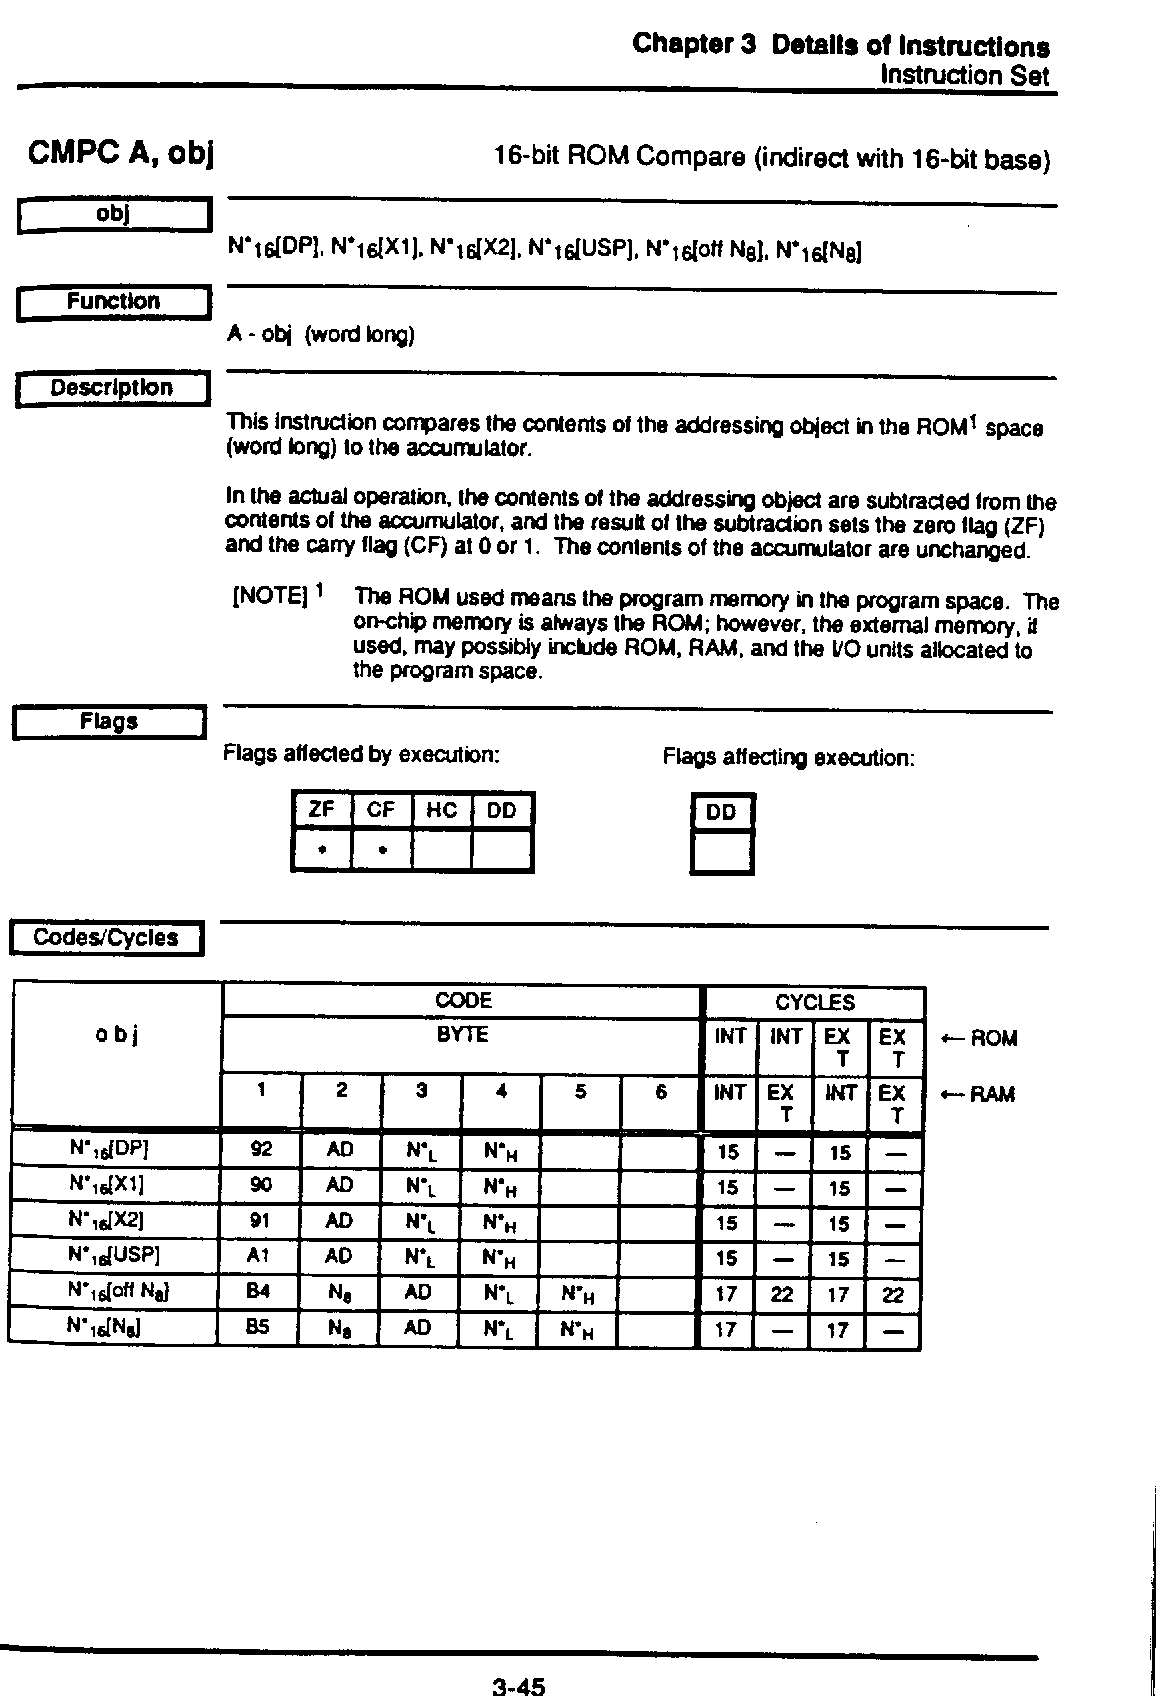 Chapter 3 Details of Instructions
Instruction Set
CMPC A, obj
16-bit ROM Compare (indirect with 16-bit base)
obj
N*16[DP], N*16[X1], N*16[X2], N*16[USP], N*16[off N8], N*16[N8]
Function
A - obj (word long)
Description
This instruction compares the contents of the addressing object in the ROM1 space
(word long) to the accumulator.
In the actual operation, the contents of the addressing object are subtracted from the
contents of the accumulator, and the result of the subtraction sets the zero flag (ZF)
and the carry flag (CF) at 0 or 1. The contents of the accumulator are unchanged.
[NOTE] 1 The ROM used means the program memory in the program space. The
on-chip memory is always the ROM; however, the external memory, if
used, may possibly include ROM, RAM, and the I/O units allocated to
the program space.
Flags
Flags affected by execution: Flags affecting execution:
ZF CF HC DD DD
• •
Codes/Cycles
obj CODE CYCLES
BYTE INT INT EXT EXT ← ROM
1 2 3 4 5 6 INT EXT INT EXT ← RAM
N*16[DP] 92 AD N*L N*H 15 — 15 —
N*16[X1] 90 AD N*L N*H 15 — 15 —
N*16[X2] 91 AD N*L N*H 15 — 15 —
N*16[USP] A1 AD N*L N*H 15 — 15 —
N*16[off N8] B4 N8 AD N*L N*H 17 22 17 22
N*16[N8] B5 N8 AD N*L N*H 17 — 17 —
3-45